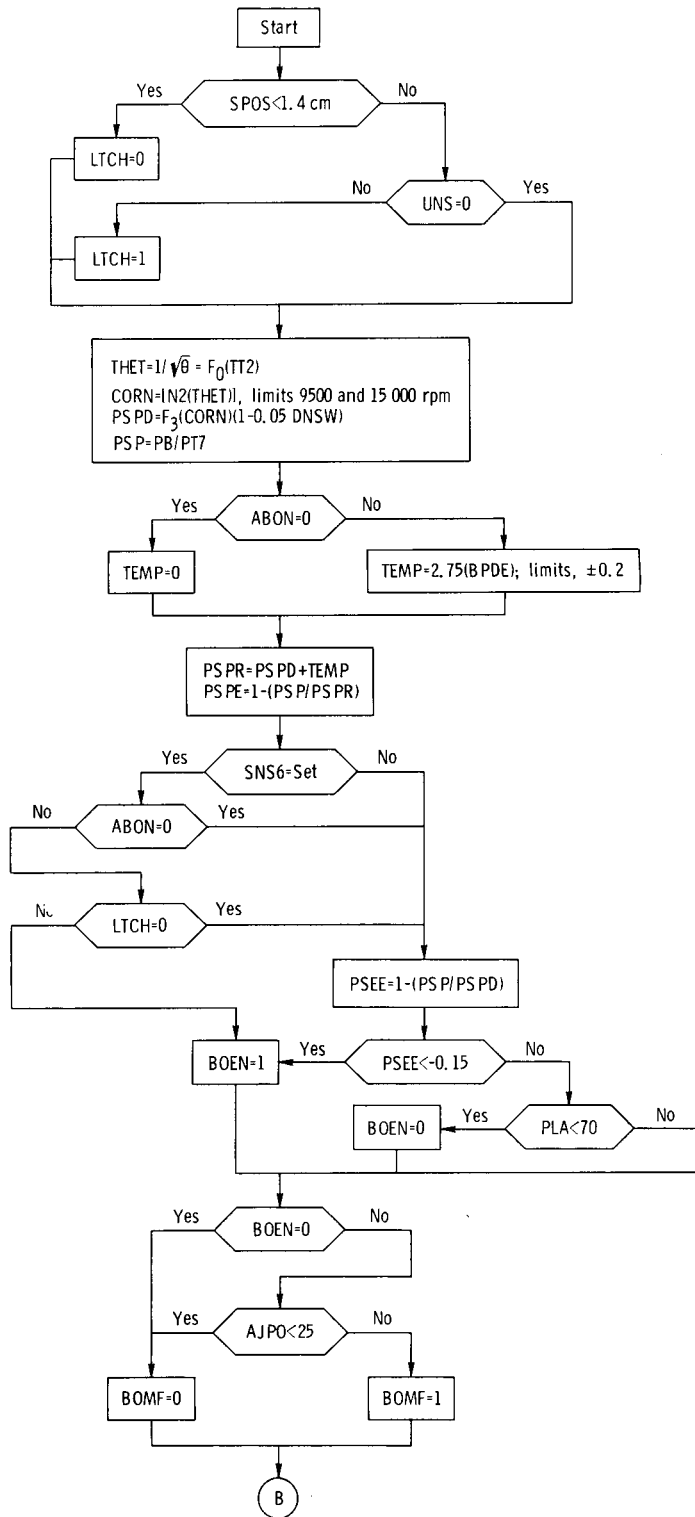 Start
Yes
SPOS<1.4 cm
No
LTCH=0
No
UNS=0
Yes
LTCH=1
THET=1/√θ = F₀(TT2)
CORN=[N2(THET)], limits 9500 and 15 000 rpm
PSPD=F₃(CORN)(1-0.05 DNSW)
PSP=PB/PT7
Yes
ABON=0
No
TEMP=0
TEMP=2.75(BPDE); limits, ±0.2
PSPR=PSPD+TEMP
PSPE=1-(PSP/PSPR)
Yes
SNS6=Set
No
No
ABON=0
Yes
No
LTCH=0
Yes
PSEE=1-(PSP/PSPD)
BOEN=1
Yes
PSEE<-0.15
No
BOEN=0
Yes
PLA<70
No
Yes
BOEN=0
No
Yes
AJPO<25
No
BOMF=0
BOMF=1
B